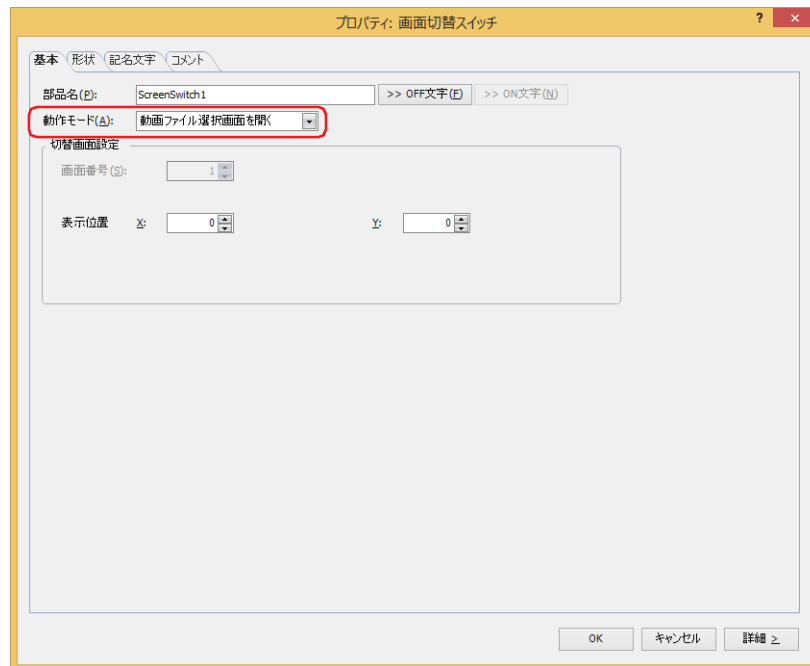 プロパティ: 画面切替スイッチ
? ×
基本 形状 記名文字 コメント
部品名(P): ScreenSwitch1 >> OFF文字(F) >> ON文字(N)
動作モード(A): 動画ファイル選択画面を開く
切替画面設定
画面番号(S): 1
表示位置 X: 0 Y: 0
OK キャンセル 詳細 >